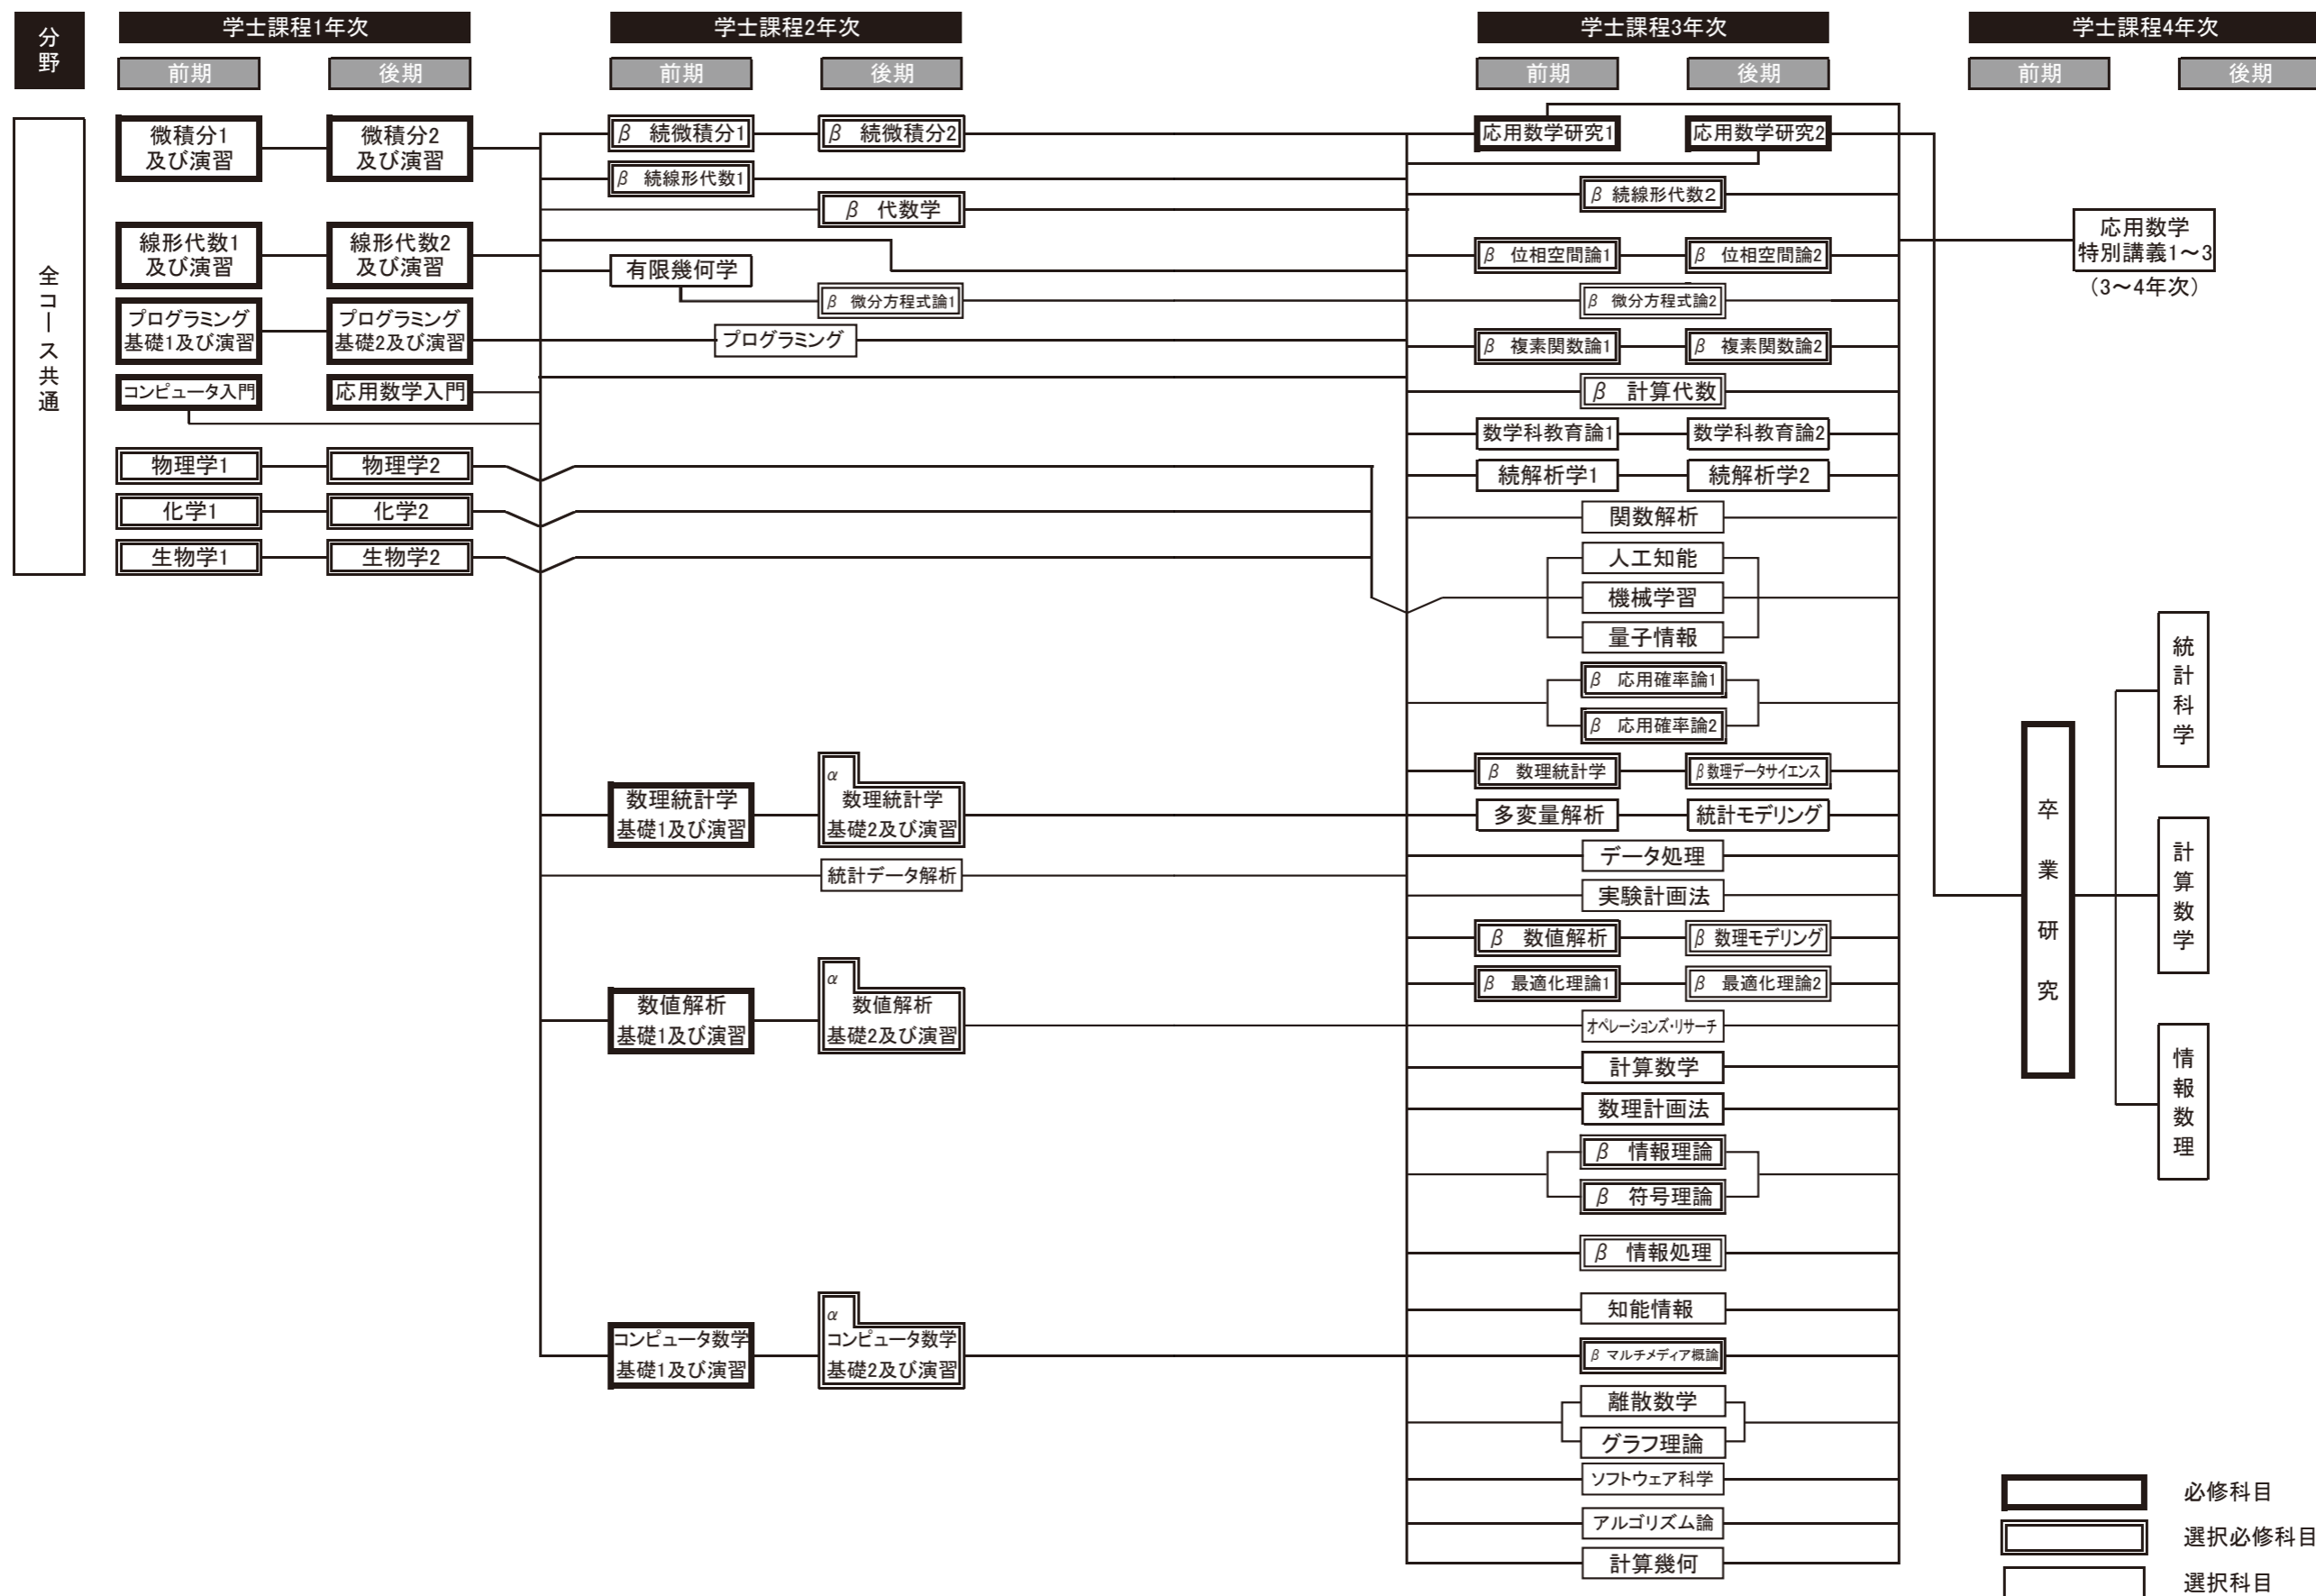 分野
学士課程1年次
学士課程2年次
学士課程3年次
学士課程4年次
前期
後期
前期
後期
前期
後期
前期
後期
全コース共通
微積分1
及び演習
微積分2
及び演習
線形代数1
及び演習
線形代数2
及び演習
プログラミング
基礎1及び演習
プログラミング
基礎2及び演習
コンピュータ入門
応用数学入門
物理学1
物理学2
化学1
化学2
生物学1
生物学2
β 続微積分1
β 続微積分2
β 続線形代数1
β 代数学
有限幾何学
β 微分方程式論1
プログラミング
数理統計学
基礎1及び演習
α
数理統計学
基礎2及び演習
統計データ解析
数値解析
基礎1及び演習
α
数値解析
基礎2及び演習
コンピュータ数学
基礎1及び演習
α
コンピュータ数学
基礎2及び演習
応用数学研究1
応用数学研究2
β 続線形代数2
β 位相空間論1
β 位相空間論2
β 微分方程式論2
β 複素関数論1
β 複素関数論2
β 計算代数
数学科教育論1
数学科教育論2
続解析学1
続解析学2
関数解析
人工知能
機械学習
量子情報
β 応用確率論1
β 応用確率論2
β 数理統計学
β数理データサイエンス
多変量解析
統計モデリング
データ処理
実験計画法
β 数値解析
β 数理モデリング
β 最適化理論1
β 最適化理論2
オペレーションズ・リサーチ
計算数学
数理計画法
β 情報理論
β 符号理論
β 情報処理
知能情報
β マルチメディア概論
離散数学
グラフ理論
ソフトウェア科学
アルゴリズム論
計算幾何
応用数学
特別講義1～3
(3～4年次)
卒業研究
統計科学
計算数学
情報数理
必修科目
選択必修科目
選択科目